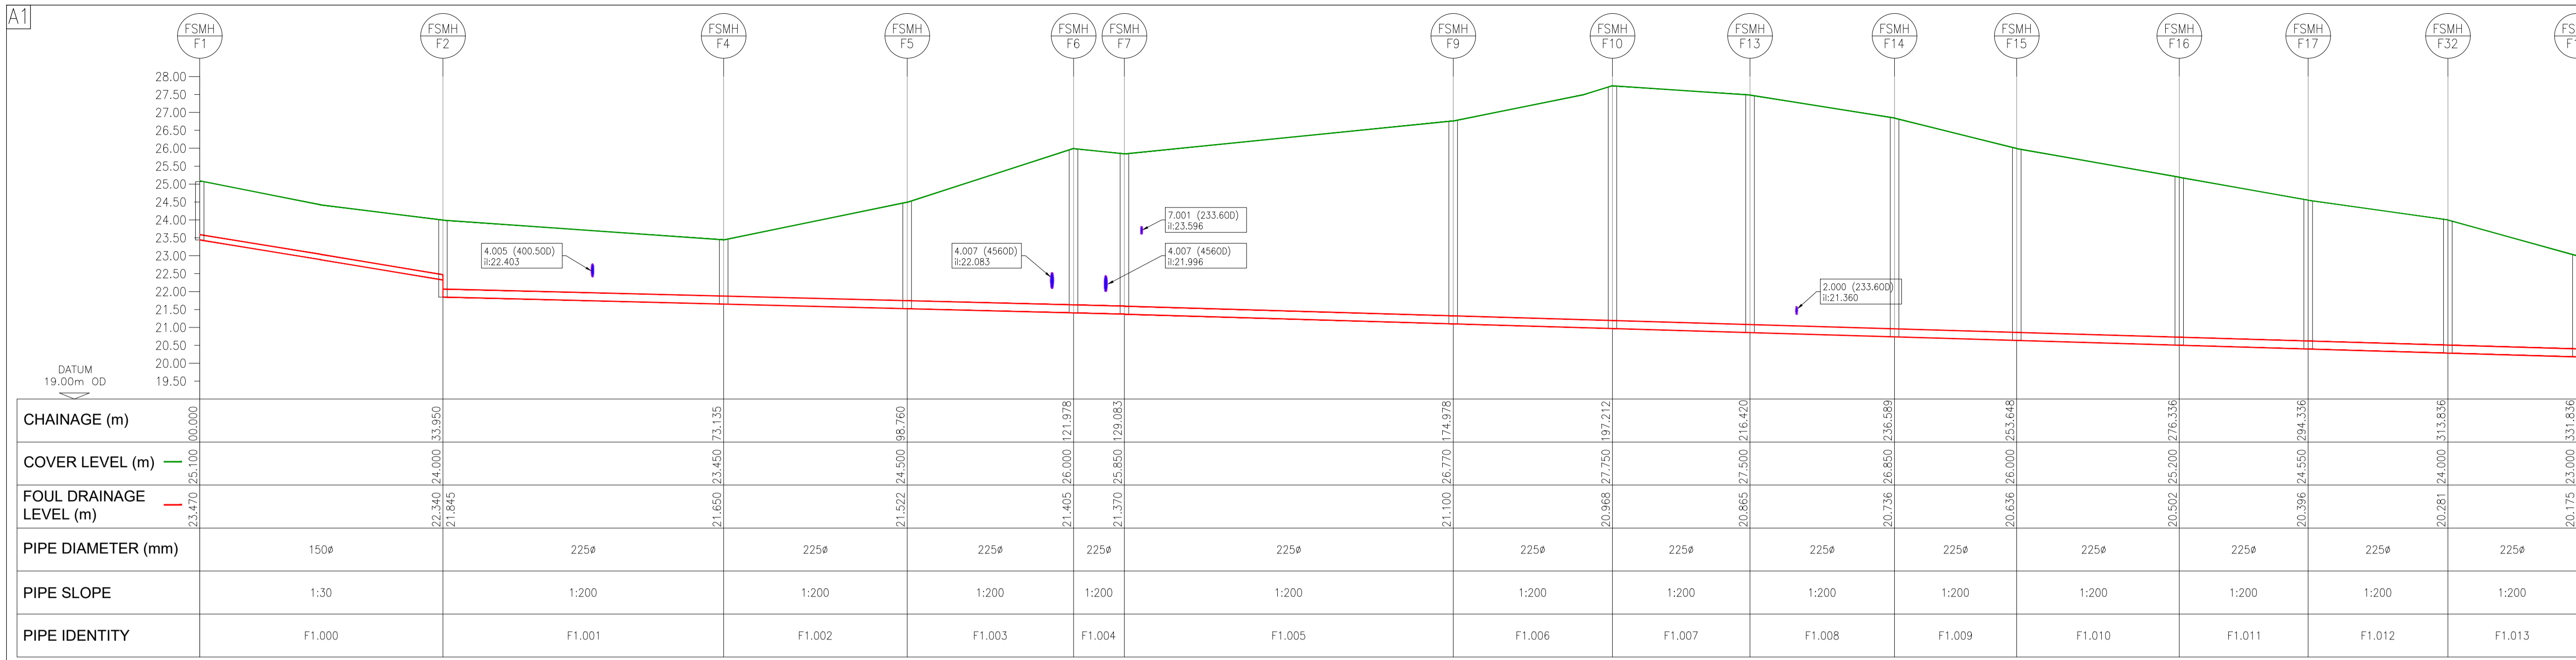 A1
FSMH
F1
FSMH
F2
FSMH
F4
FSMH
F5
FSMH
F6
FSMH
F7
FSMH
F9
FSMH
F10
FSMH
F13
FSMH
F14
FSMH
F15
FSMH
F16
FSMH
F17
FSMH
F32
28.00
27.50
27.00
26.50
26.00
25.50
25.00
24.50
24.00
23.50
23.00
22.50
22.00
21.50
21.00
20.50
20.00
19.50
4.005 (400.5OD)
il:22.403
4.007 (456OD)
il:22.083
7.001 (233.6OD)
il:23.596
4.007 (456OD)
il:21.996
2.000 (233.6OD)
il:21.360
DATUM
19.00m OD
CHAINAGE (m) 00.000 33.950 73.135 98.760 121.978 129.083 174.978 197.212 216.420 236.589 253.648 276.336 294.336 313.836 331.836
COVER LEVEL (m) 25.100 24.000 23.450 24.500 26.000 25.850 26.770 27.750 27.500 26.850 26.000 25.200 24.550 24.000 23.000
FOUL DRAINAGE
LEVEL (m) 23.470 22.340 21.845 21.650 21.522 21.405 21.370 21.100 20.968 20.865 20.736 20.636 20.502 20.396 20.281 20.175
PIPE DIAMETER (mm) 150ø 225ø 225ø 225ø 225ø 225ø 225ø 225ø 225ø 225ø 225ø 225ø 225ø 225ø
PIPE SLOPE 1:30 1:200 1:200 1:200 1:200 1:200 1:200 1:200 1:200 1:200 1:200 1:200 1:200 1:200
PIPE IDENTITY F1.000 F1.001 F1.002 F1.003 F1.004 F1.005 F1.006 F1.007 F1.008 F1.009 F1.010 F1.011 F1.012 F1.013